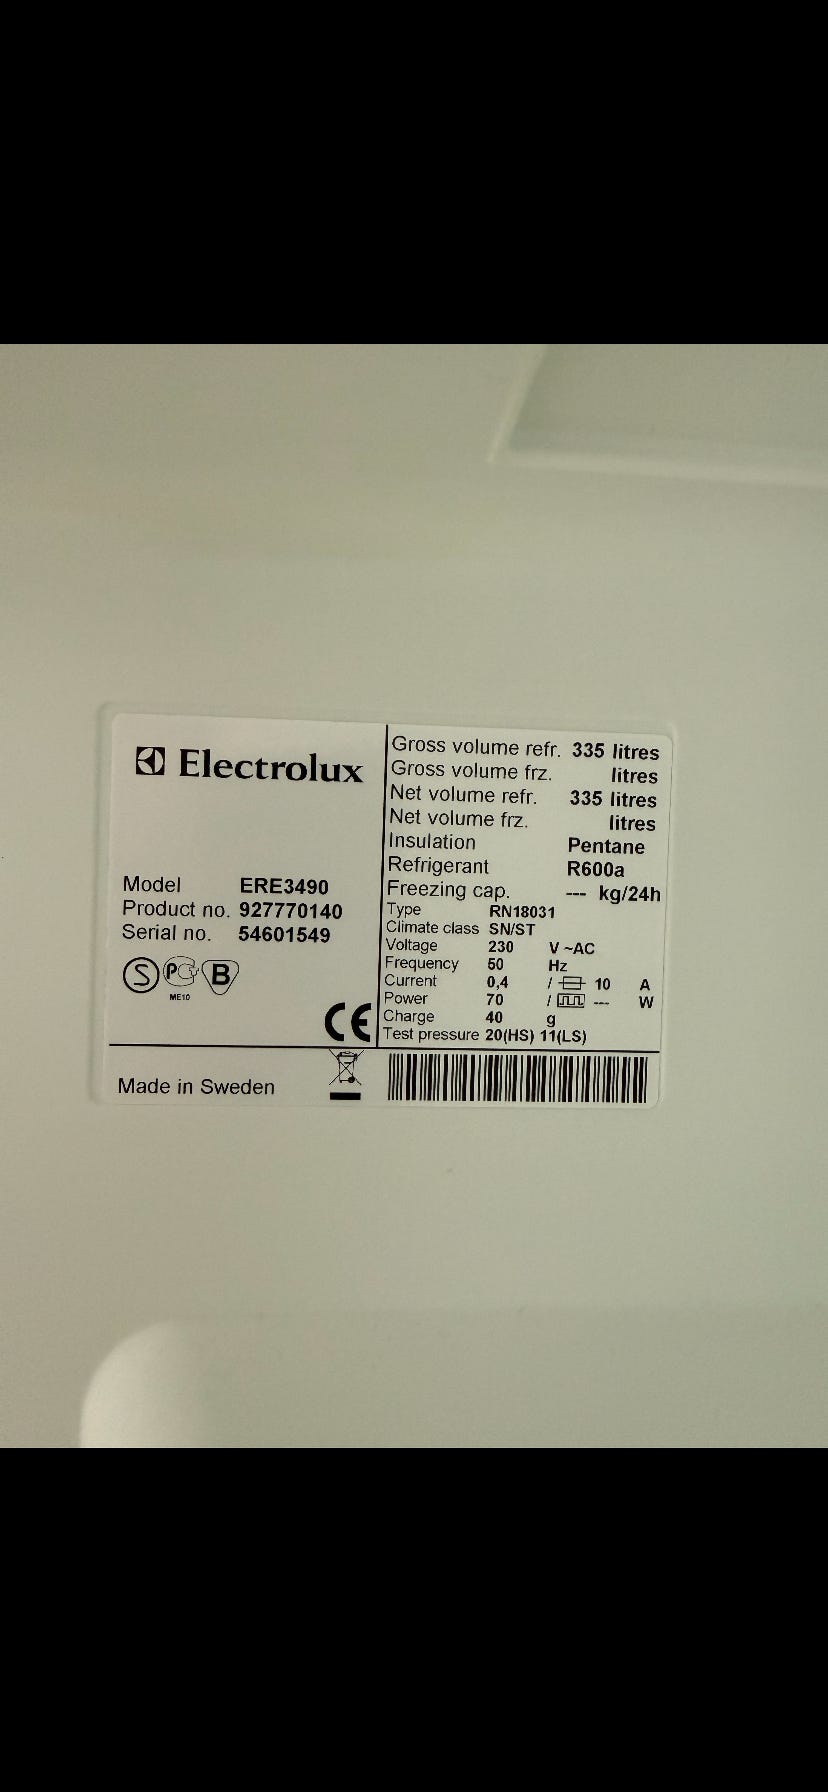 Electrolux
Model ERE3490
Product no. 927770140
Serial no. 54601549
S PG B
ME10
CE
Made in Sweden
Gross volume refr. 335 litres
Gross volume frz. litres
Net volume refr. 335 litres
Net volume frz. litres
Insulation Pentane
Refrigerant R600a
Freezing cap. --- kg/24h
Type RN18031
Climate class SN/ST
Voltage 230 V ~AC
Frequency 50 Hz
Current 0,4 / 10 A
Power 70 / --- W
Charge 40 g
Test pressure 20(HS) 11(LS)